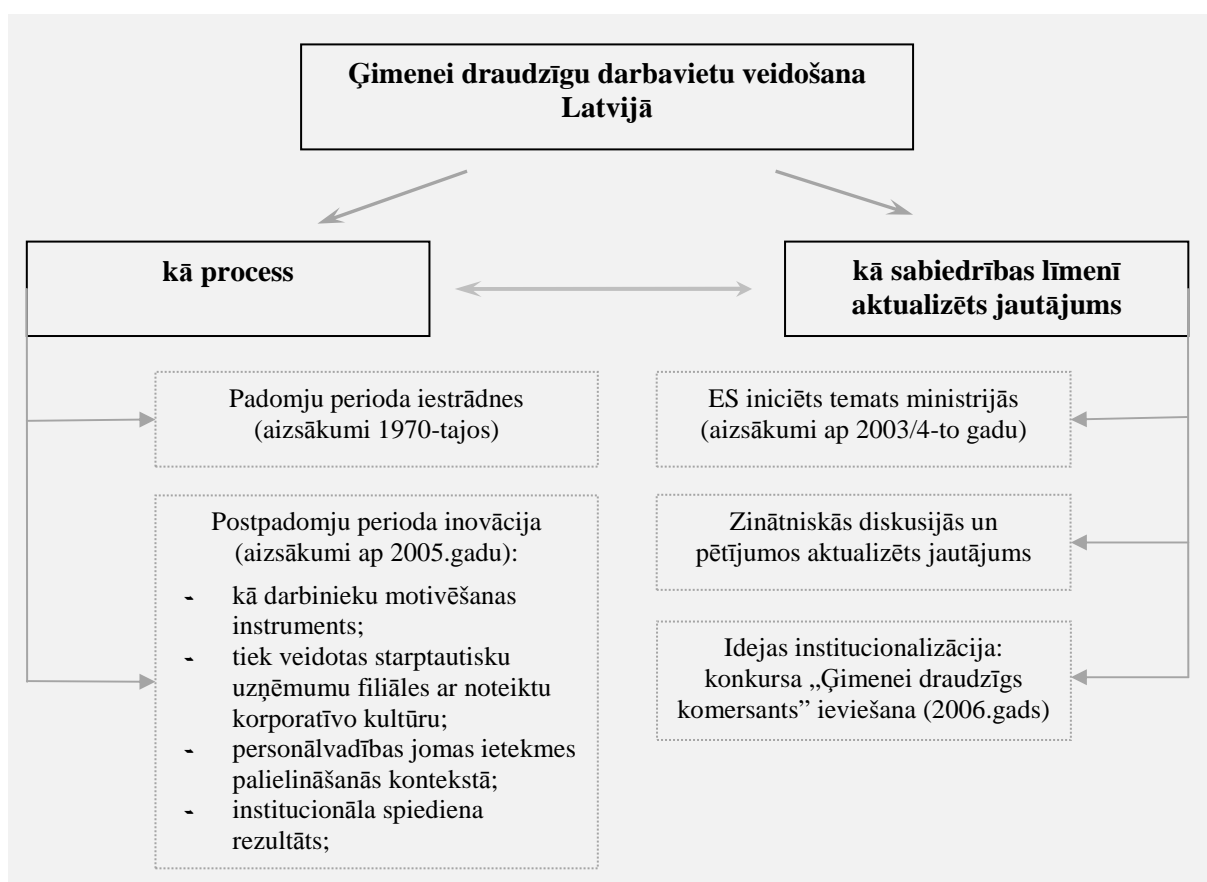 Ģimenei draudzīgu darbavietu veidošana
Latvijā
kā process
kā sabiedrības līmenī
aktualizēts jautājums
Padomju perioda iestrādnes
(aizsākumi 1970-tajos)
Postpadomju perioda inovācija
(aizsākumi ap 2005.gadu):
- kā darbinieku motivēšanas
instruments;
- tiek veidotas starptautisku
uzņēmumu filiāles ar noteiktu
korporatīvo kultūru;
- personālvadības jomas ietekmes
palielināšanās kontekstā;
- institucionāla spiediena
rezultāts;
ES iniciēts temats ministrijās
(aizsākumi ap 2003/4-to gadu)
Zinātniskās diskusijās un
pētījumos aktualizēts jautājums
Idejas institucionalizācija:
konkursa „Ģimenei draudzīgs
komersants” ieviešana (2006.gads)